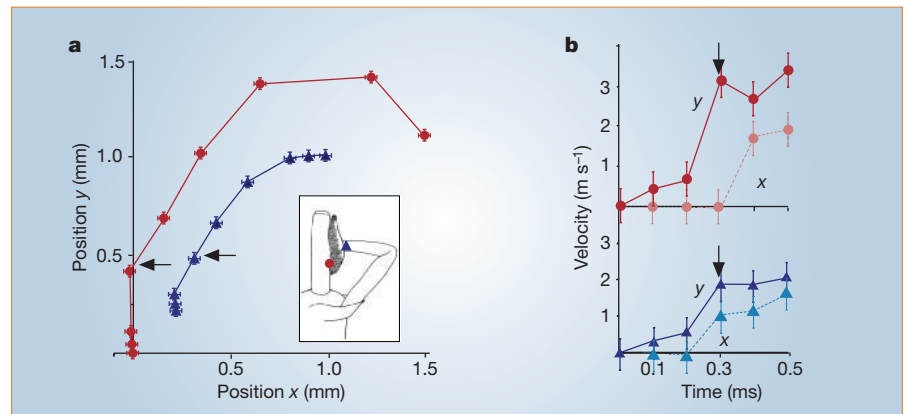 a
1.5
1.0
0.5
Position y (mm)
0.5
1.0
1.5
Position x (mm)
b
3
2
1
y
x
3
2
1
y
x
Velocity (m s⁻¹)
0.1
0.3
0.5
Time (ms)